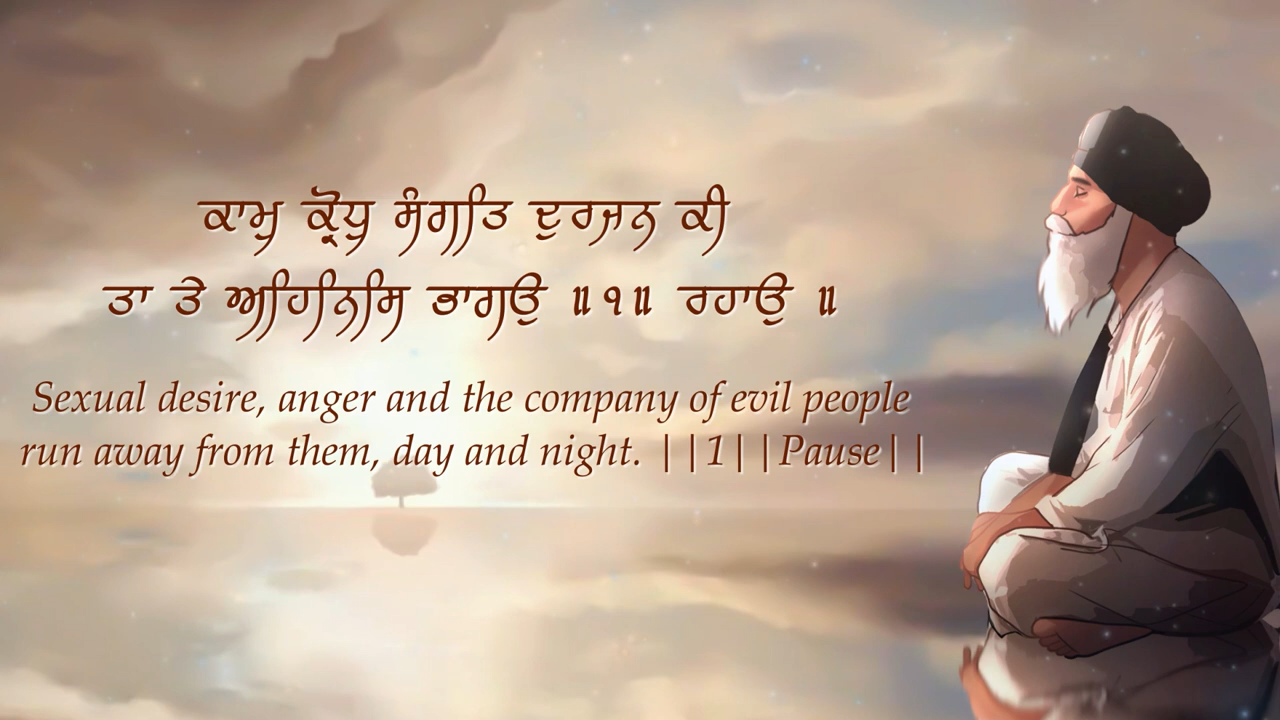 ਕਾਮੁ ਕ੍ਰੋਧੁ ਸੰਗਤਿ ਦੁਰਜਨ ਕੀ
ਤਾ ਤੇ ਅਹਿਨਿਸਿ ਭਾਗਉ ॥੧॥ ਰਹਾਉ ॥
Sexual desire, anger and the company of evil people
run away from them, day and night. ||1||Pause||